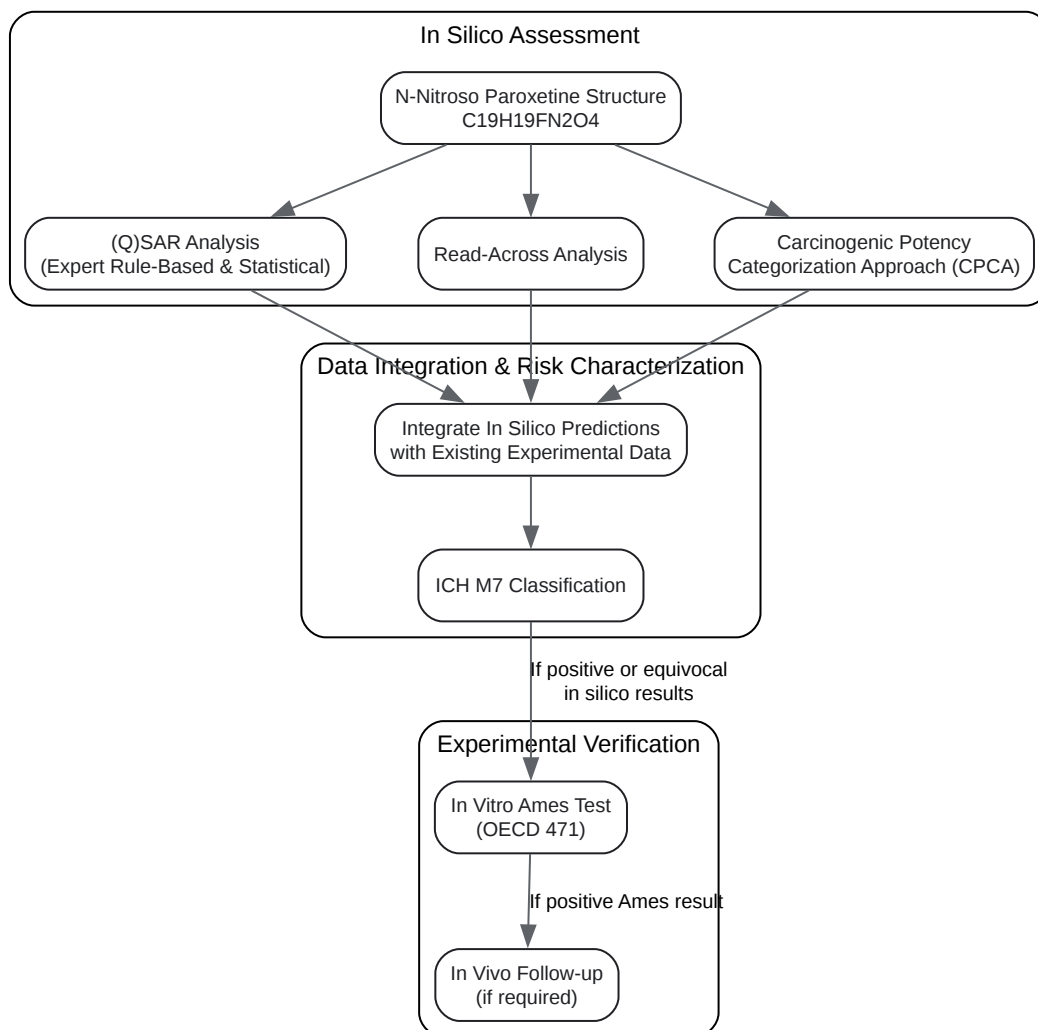 In Silico Assessment
N-Nitroso Paroxetine Structure
C19H19FN2O4
(Q)SAR Analysis
(Expert Rule-Based & Statistical)
Read-Across Analysis
Carcinogenic Potency
Categorization Approach (CPCA)
Data Integration & Risk Characterization
Integrate In Silico Predictions
with Existing Experimental Data
ICH M7 Classification
If positive or equivocal
in silico results
Experimental Verification
In Vitro Ames Test
(OECD 471)
If positive Ames result
In Vivo Follow-up
(if required)